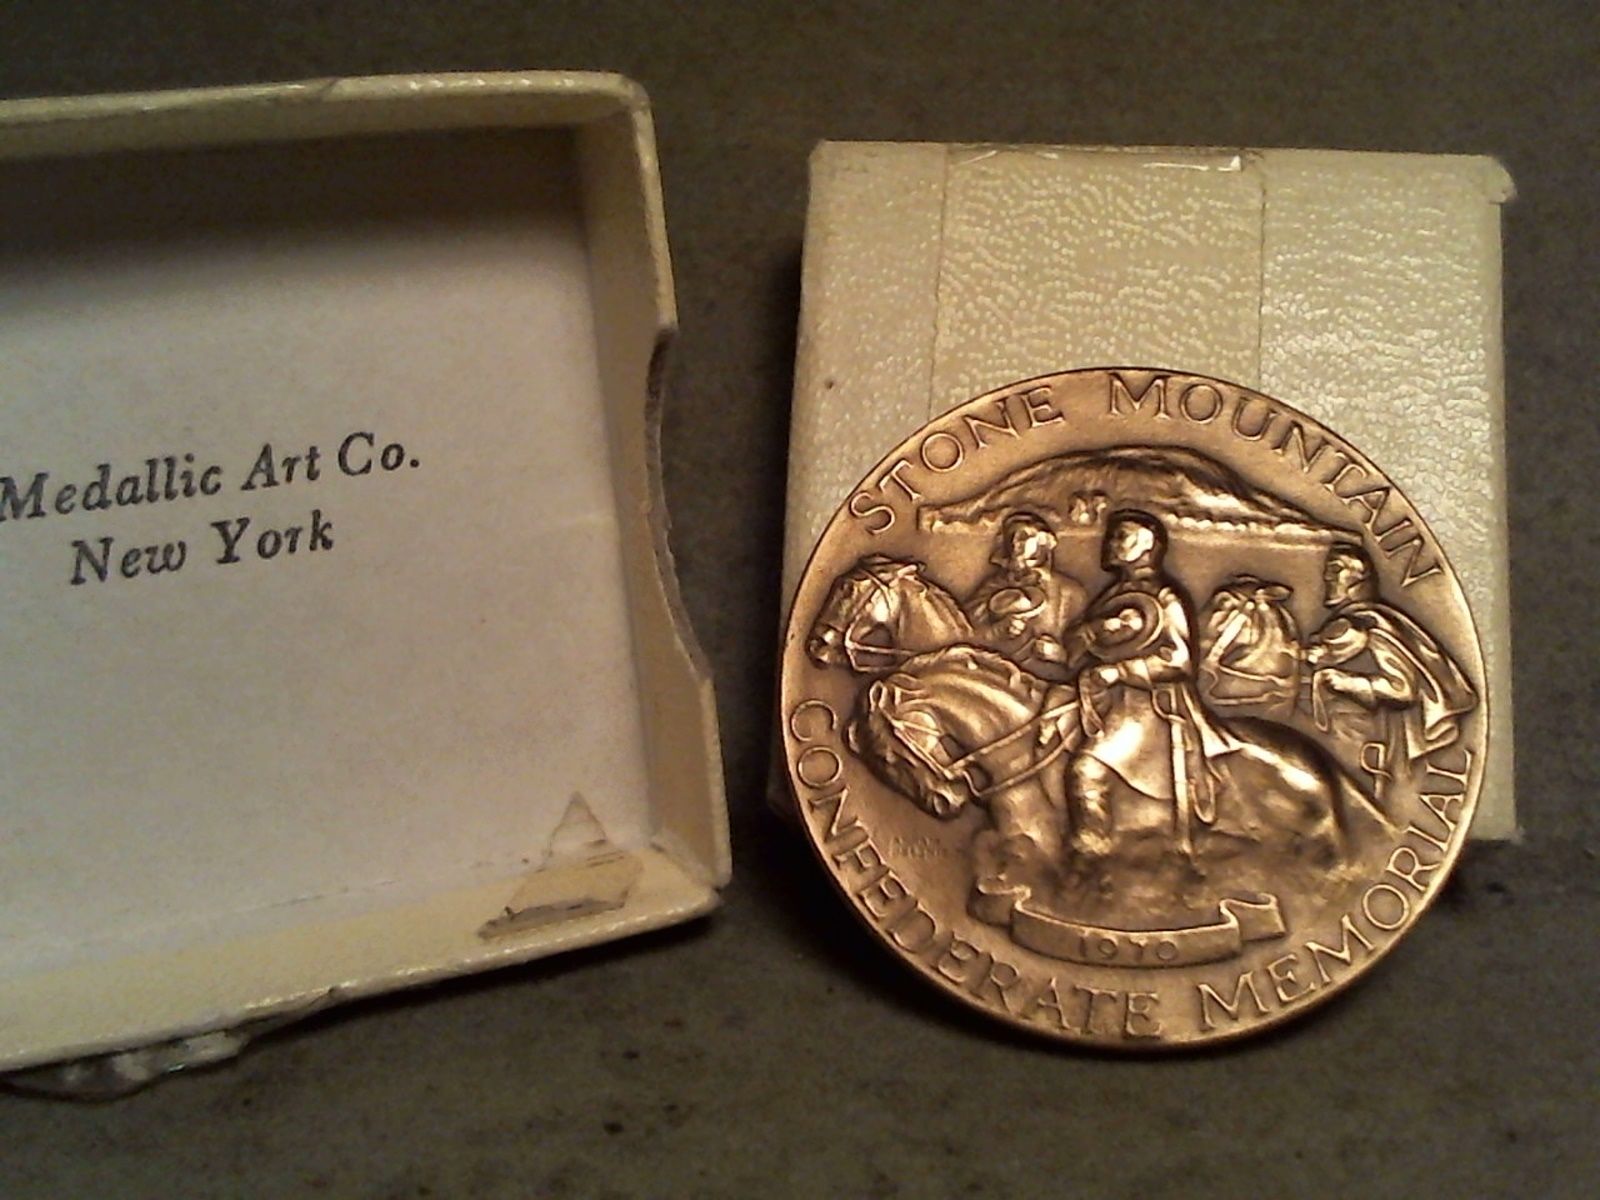 Medallic Art Co.
New York
STONE MOUNTAIN
CONFEDERATE MEMORIAL
1970